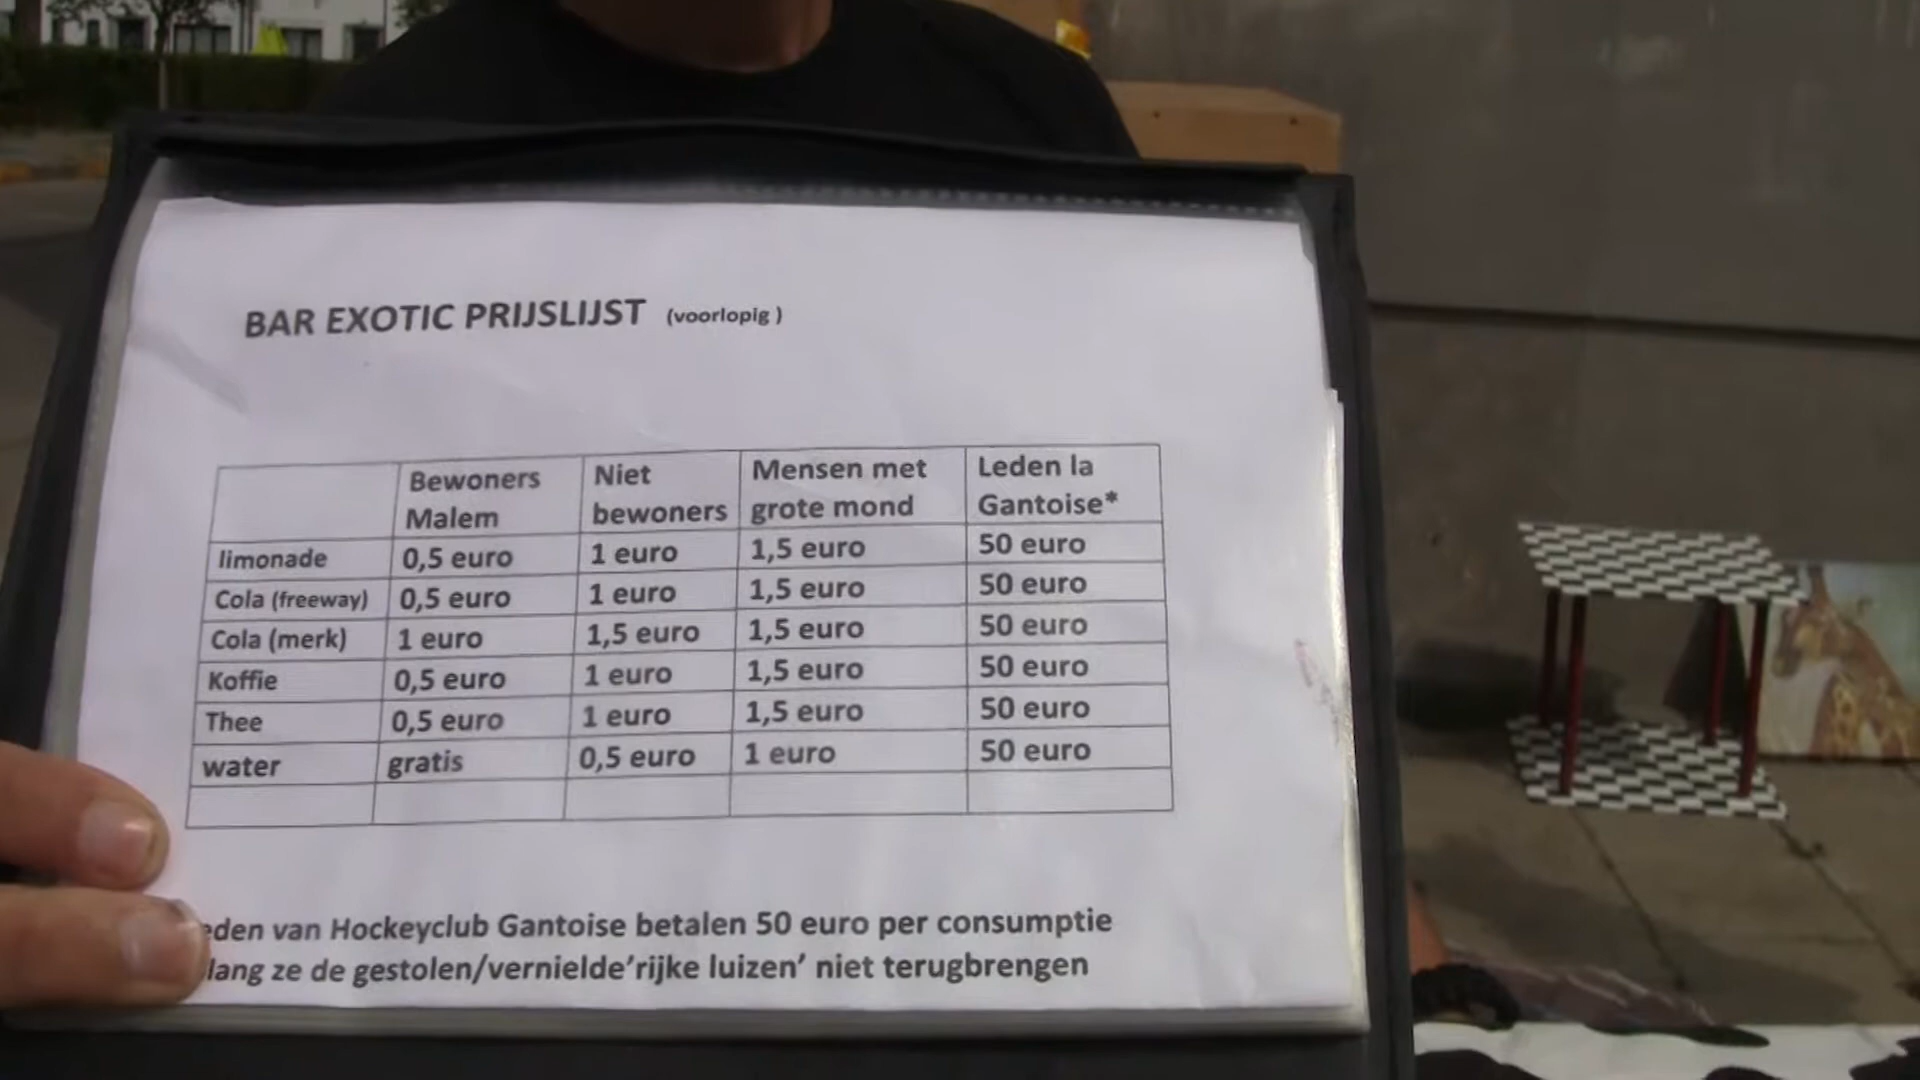 BAR EXOTIC PRIJSLIJST (voorlopig )
Bewoners Malem Niet bewoners Mensen met grote mond Leden la Gantoise*
limonade 0,5 euro 1 euro 1,5 euro 50 euro
Cola (freeway) 0,5 euro 1 euro 1,5 euro 50 euro
Cola (merk) 1 euro 1,5 euro 1,5 euro 50 euro
Koffie 0,5 euro 1 euro 1,5 euro 50 euro
Thee 0,5 euro 1 euro 1,5 euro 50 euro
water gratis 0,5 euro 1 euro 50 euro
van Hockeyclub Gantoise betalen 50 euro per consumptie
lang ze de gestolen/vernielde'rijke luizen' niet terugbrengen